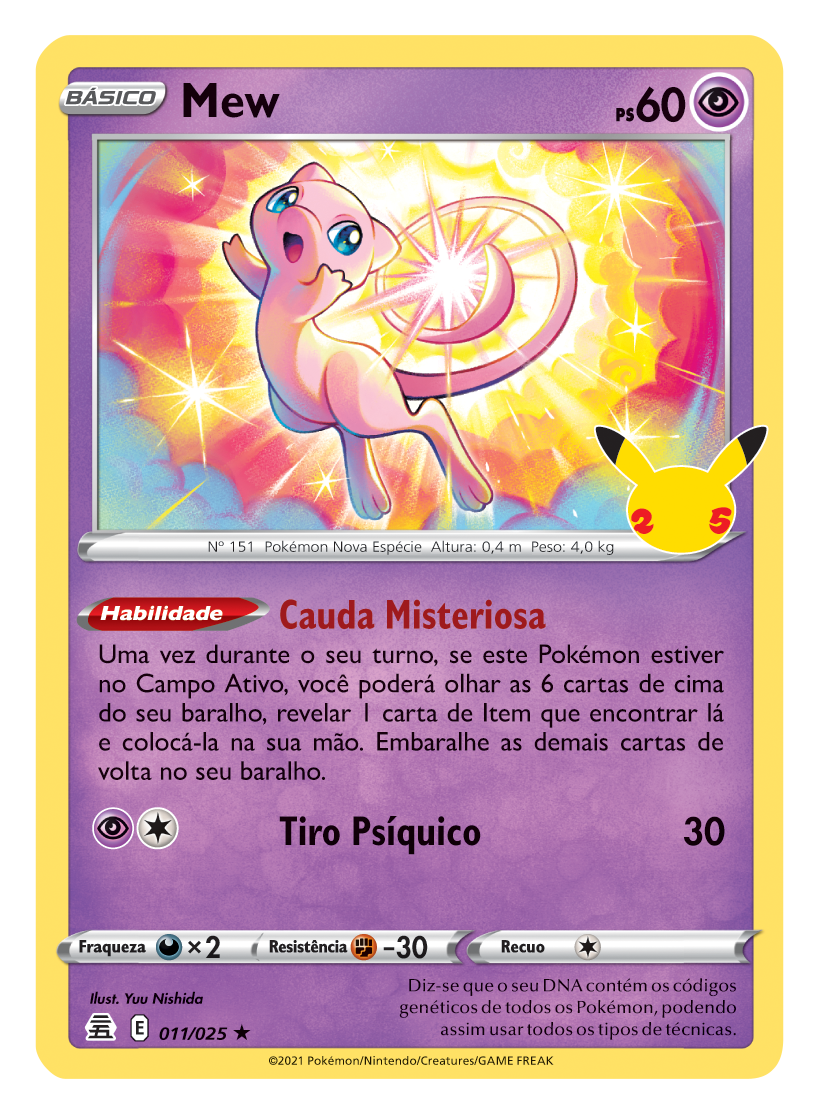 BÁSICO Mew PS60
25
Nº 151 Pokémon Nova Espécie Altura: 0,4 m Peso: 4,0 kg
Habilidade Cauda Misteriosa
Uma vez durante o seu turno, se este Pokémon estiver
no Campo Ativo, você poderá olhar as 6 cartas de cima
do seu baralho, revelar 1 carta de Item que encontrar lá
e colocá-la na sua mão. Embaralhe as demais cartas de
volta no seu baralho.
Tiro Psíquico 30
Fraqueza ×2 Resistência –30 Recuo
Ilust. Yuu Nishida
Diz-se que o seu DNA contém os códigos
genéticos de todos os Pokémon, podendo
assim usar todos os tipos de técnicas.
E 011/025 ★
©2021 Pokémon/Nintendo/Creatures/GAME FREAK